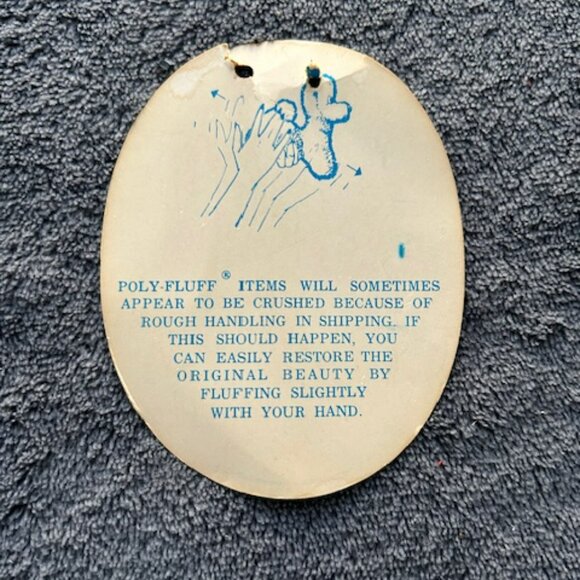 POLY-FLUFF® ITEMS WILL SOMETIMES
APPEAR TO BE CRUSHED BECAUSE OF
ROUGH HANDLING IN SHIPPING. IF
THIS SHOULD HAPPEN, YOU
CAN EASILY RESTORE THE
ORIGINAL BEAUTY BY
FLUFFING SLIGHTLY
WITH YOUR HAND.